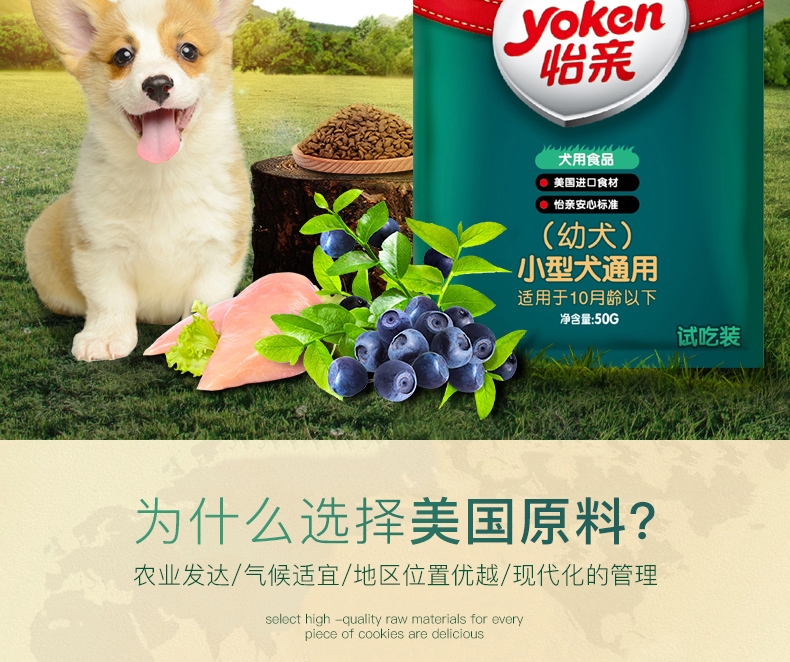 yoken
怡亲
犬用食品
美国进口食材
怡亲安心标准
（幼犬）
小型犬通用
适用于10月龄以下
净含量:50G
试吃装
为什么选择美国原料?
农业发达/气候适宜/地区位置优越/现代化的管理
select high -quality raw materials for every
piece of cookies are delicious